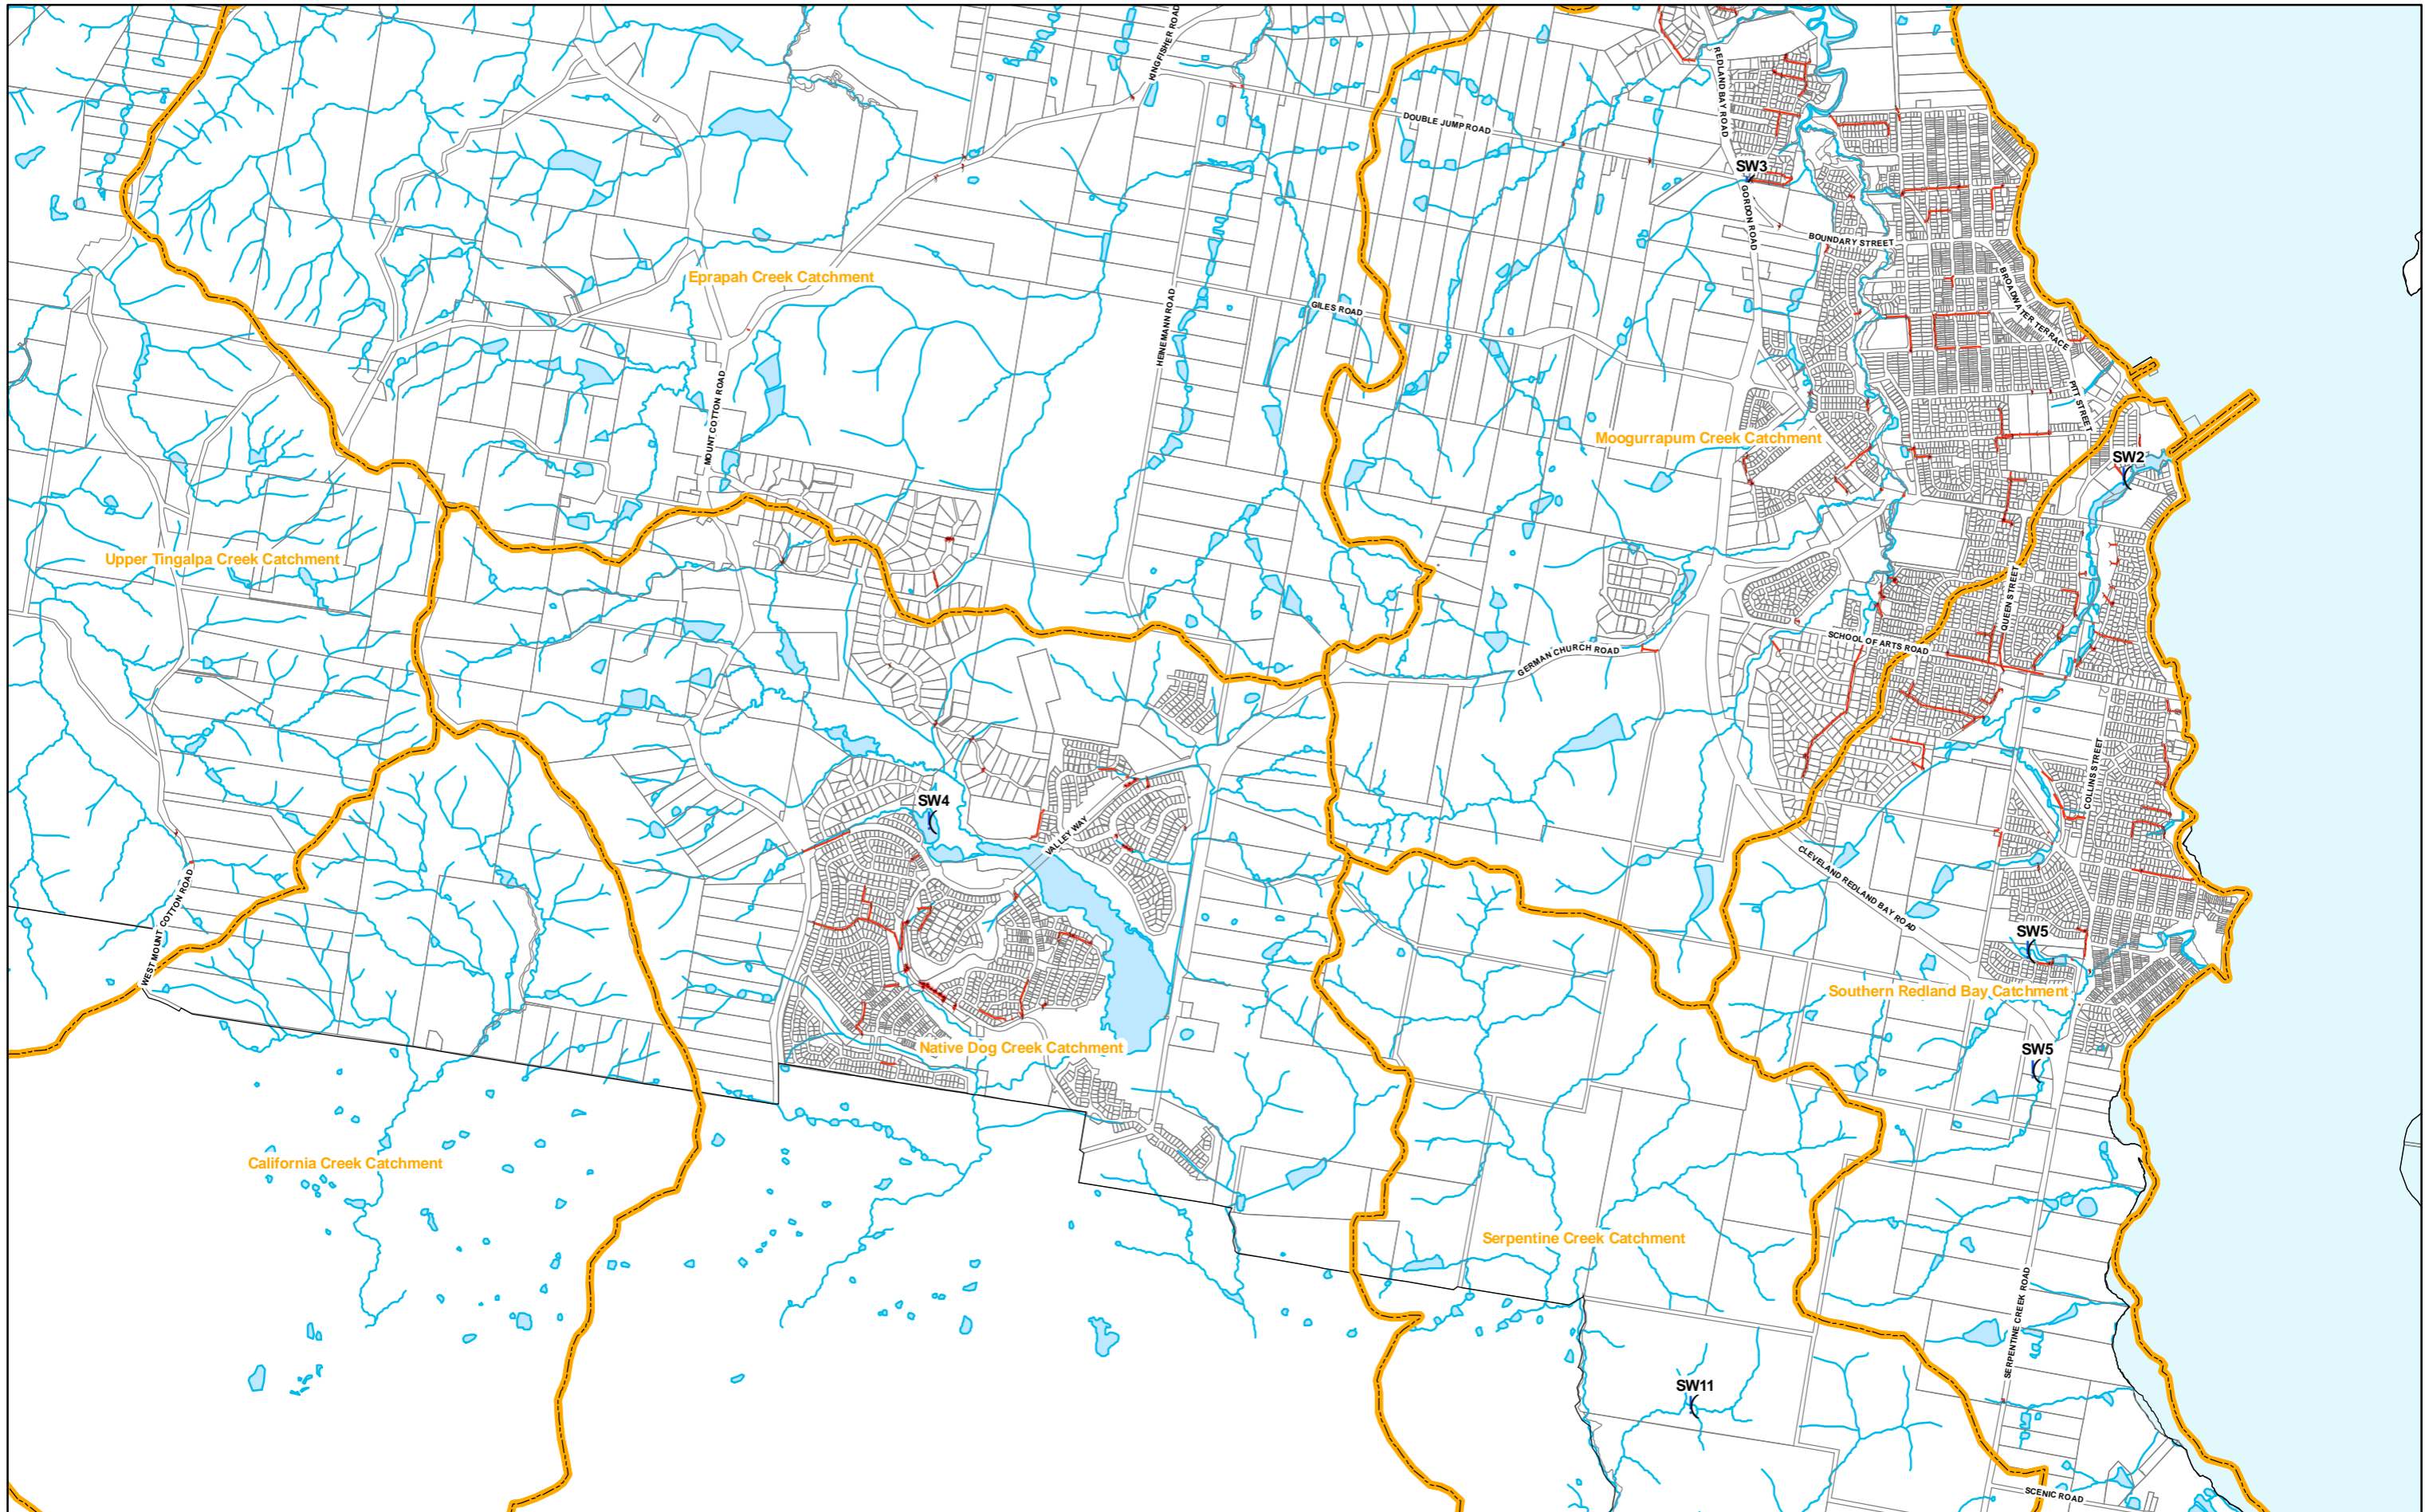 KINGFISHER ROAD
REDLAND BAY ROAD
DOUBLE JUMP ROAD
SW3
GORDON ROAD
BOUNDARY STREET
Eprapah Creek Catchment
BROADWATER TERRACE
HEINEMANN ROAD
GILES ROAD
MOUNT COTTON ROAD
PITT STREET
Moogurrapum Creek Catchment
SW2
Upper Tingalpa Creek Catchment
QUEEN STREET
SCHOOL OF ARTS ROAD
GERMAN CHURCH ROAD
COLLINS STREET
SW4
VALLEY WAY
CLEVELAND REDLAND BAY ROAD
WEST MOUNT COTTON ROAD
SW5
Southern Redland Bay Catchment
Native Dog Creek Catchment
SW5
California Creek Catchment
Serpentine Creek Catchment
SERPENTINE CREEK ROAD
SW11
SCENIC ROAD